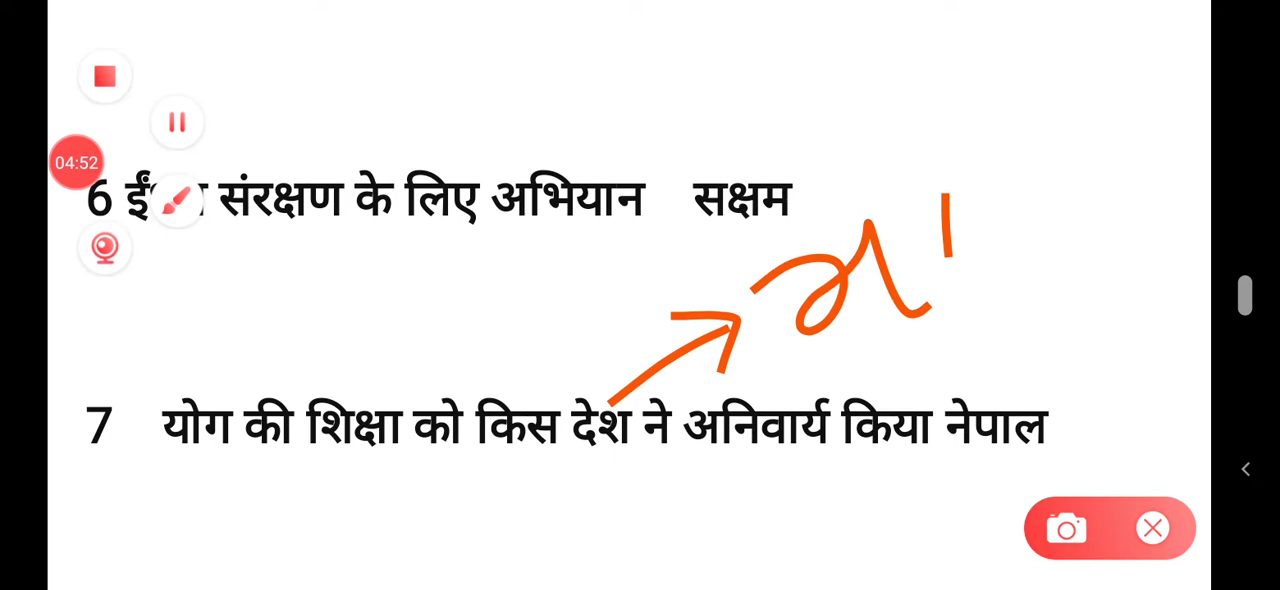 04:52
6 संरक्षण के लिए अभियान सक्षम
7 योग की शिक्षा को किस देश ने अनिवार्य किया नेपाल